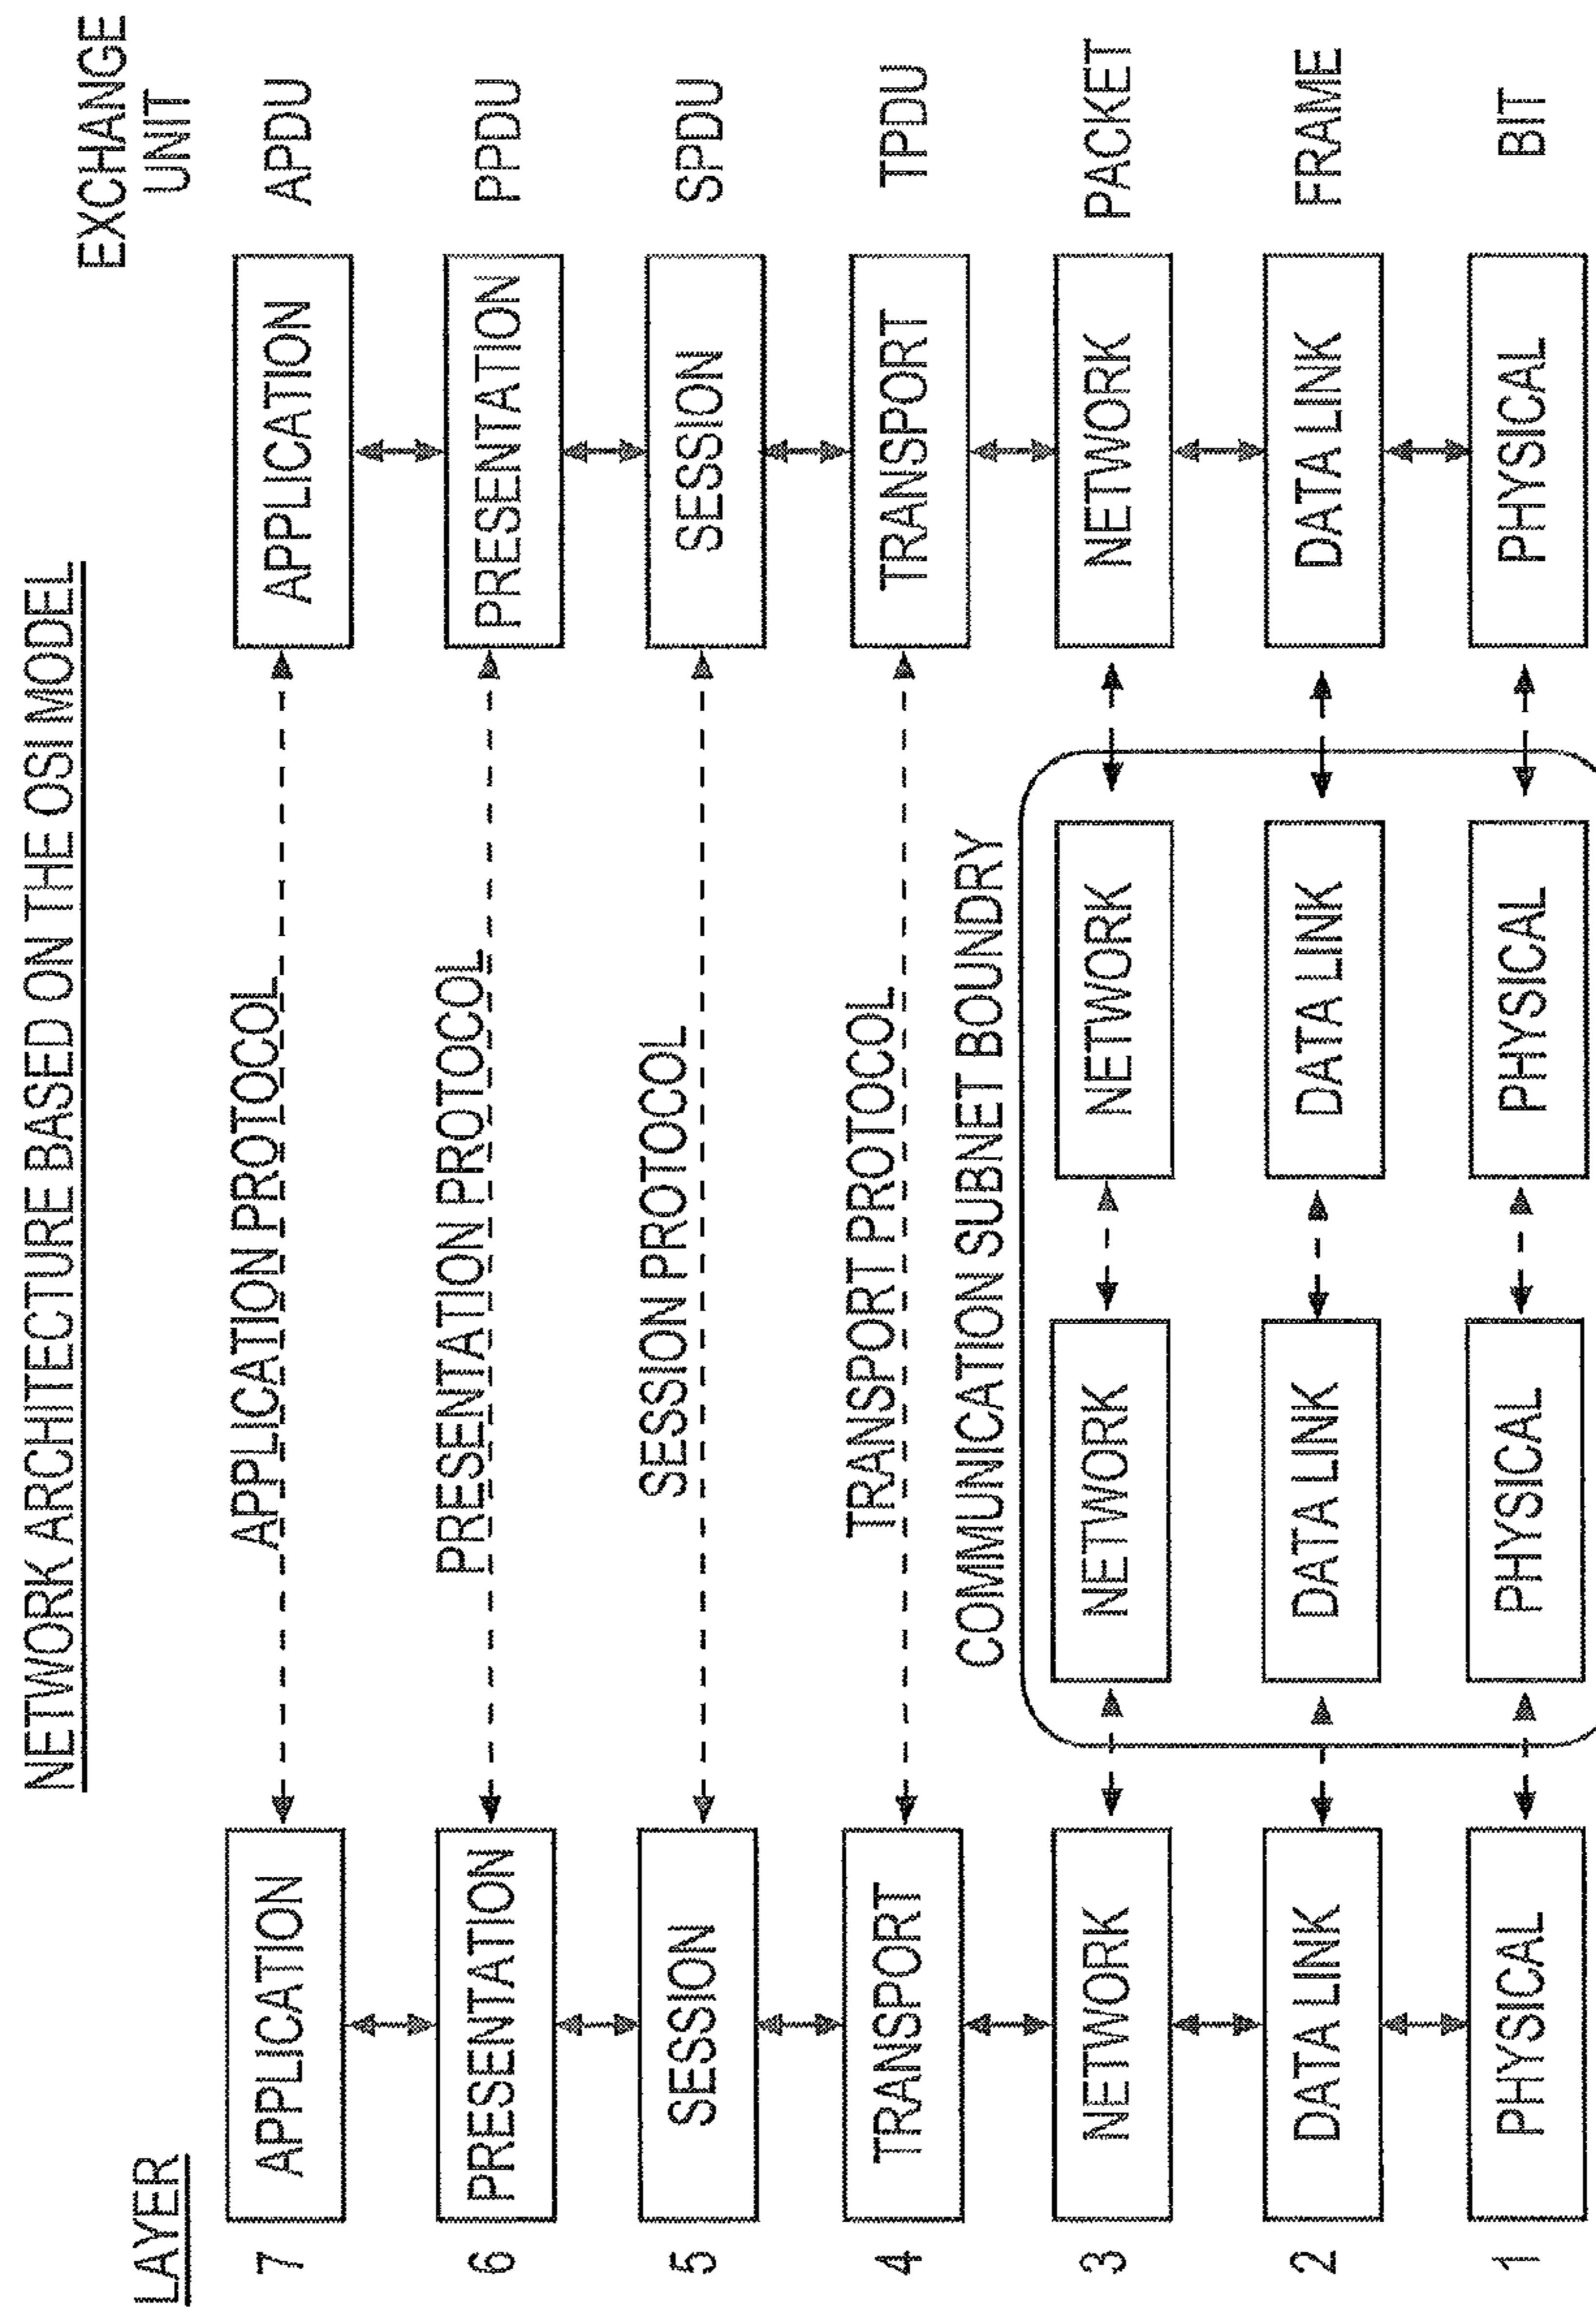 NETWORK ARCHITECTURE BASED ON THE OSI MODEL
LAYER
EXCHANGE
UNIT
7 APPLICATION APPLICATION PROTOCOL APPLICATION APDU
6 PRESENTATION PRESENTATION PROTOCOL PRESENTATION PPDU
5 SESSION SESSION PROTOCOL SESSION SPDU
4 TRANSPORT TRANSPORT PROTOCOL TRANSPORT TPDU
COMMUNICATION SUBNET BOUNDRY
3 NETWORK NETWORK NETWORK NETWORK PACKET
2 DATA LINK DATA LINK DATA LINK DATA LINK FRAME
1 PHYSICAL PHYSICAL PHYSICAL PHYSICAL BIT